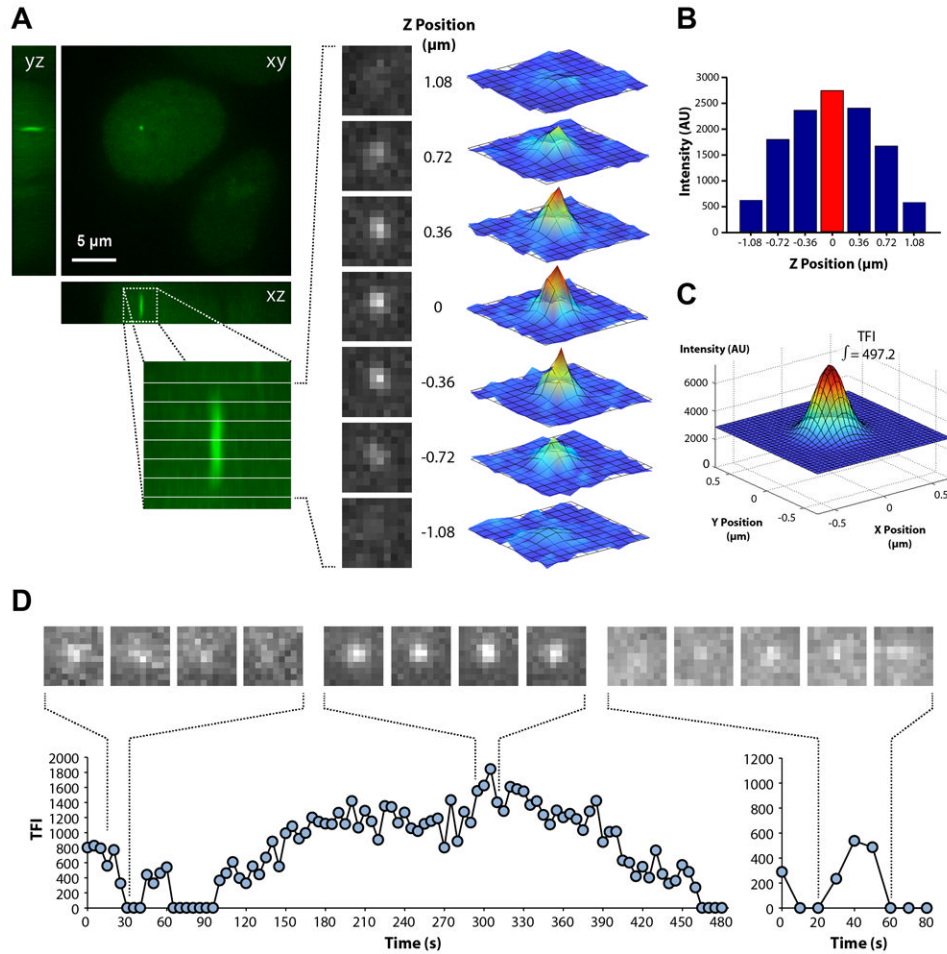 A
yz
xy
5 µm
xz
Z Position
(µm)
1.08
0.72
0.36
0
-0.36
-0.72
-1.08
B
Intensity (AU)
3000
2500
2000
1500
1000
500
0
-1.08
-0.72
-0.36
0
0.36
0.72
1.08
Z Position (µm)
C
Intensity (AU)
TFI
∫ = 497.2
6000
4000
2000
0
0.5
0
-0.5
Y Position
(µm)
-0.5
0
0.5
X Position
(µm)
D
TFI
2000
1800
1600
1400
1200
1000
800
600
400
200
0
0 30 60 90 120 150 180 210 240 270 300 330 360 390 420 450 480
Time (s)
1200
1000
800
600
400
200
0
0 20 40 60 80
Time (s)